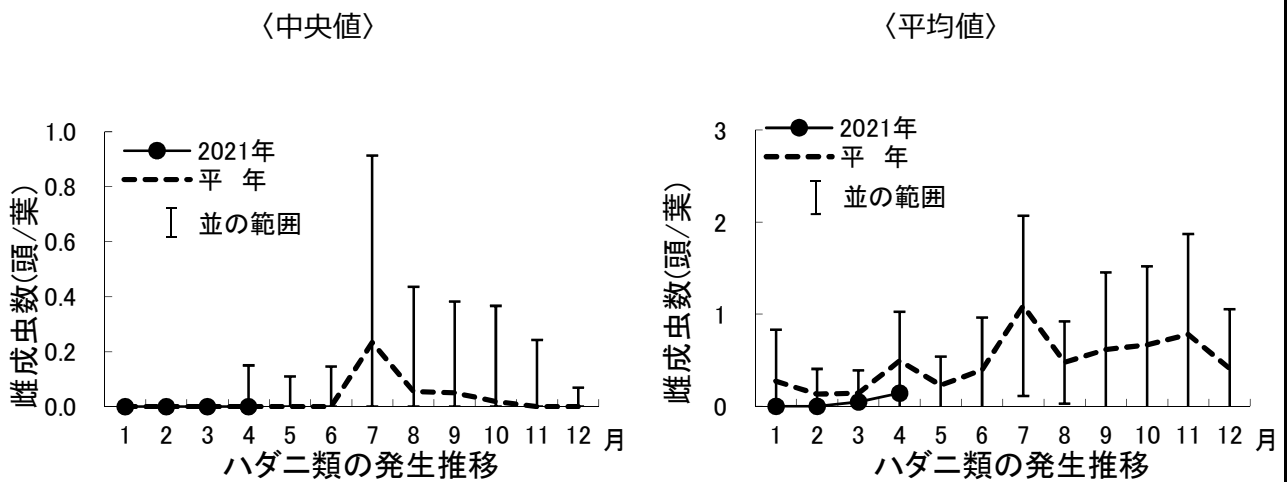 〈中央値〉
雌成虫数(頭/葉)
1.0
0.8
0.6
0.4
0.2
0.0
2021年
平　年
並の範囲
1 2 3 4 5 6 7 8 9 10 11 12 月
ハダニ類の発生推移
〈平均値〉
雌成虫数(頭/葉)
3
2
1
0
2021年
平　年
並の範囲
1 2 3 4 5 6 7 8 9 10 11 12 月
ハダニ類の発生推移